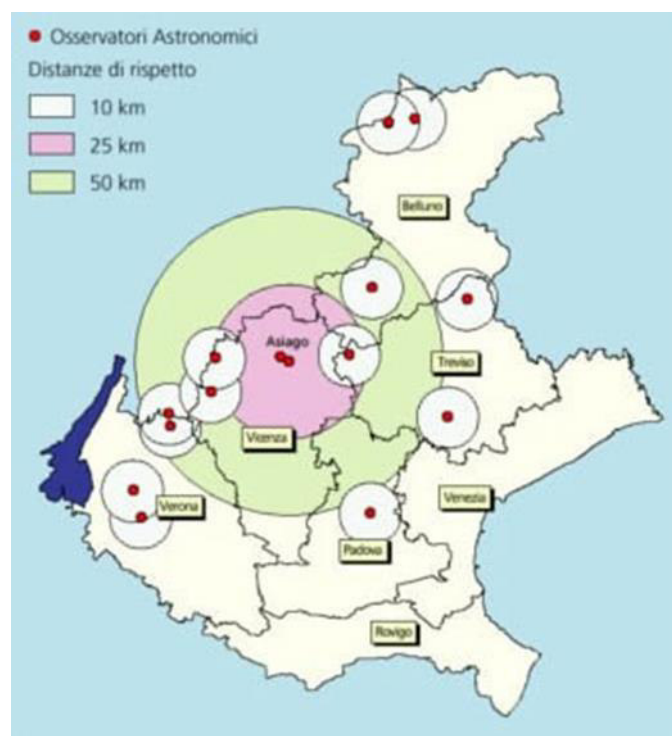 Osservatori Astronomici
Distanze di rispetto
10 km
25 km
50 km
Belluno
Asiago
Treviso
Vicenza
Venezia
Verona
Padova
Rovigo